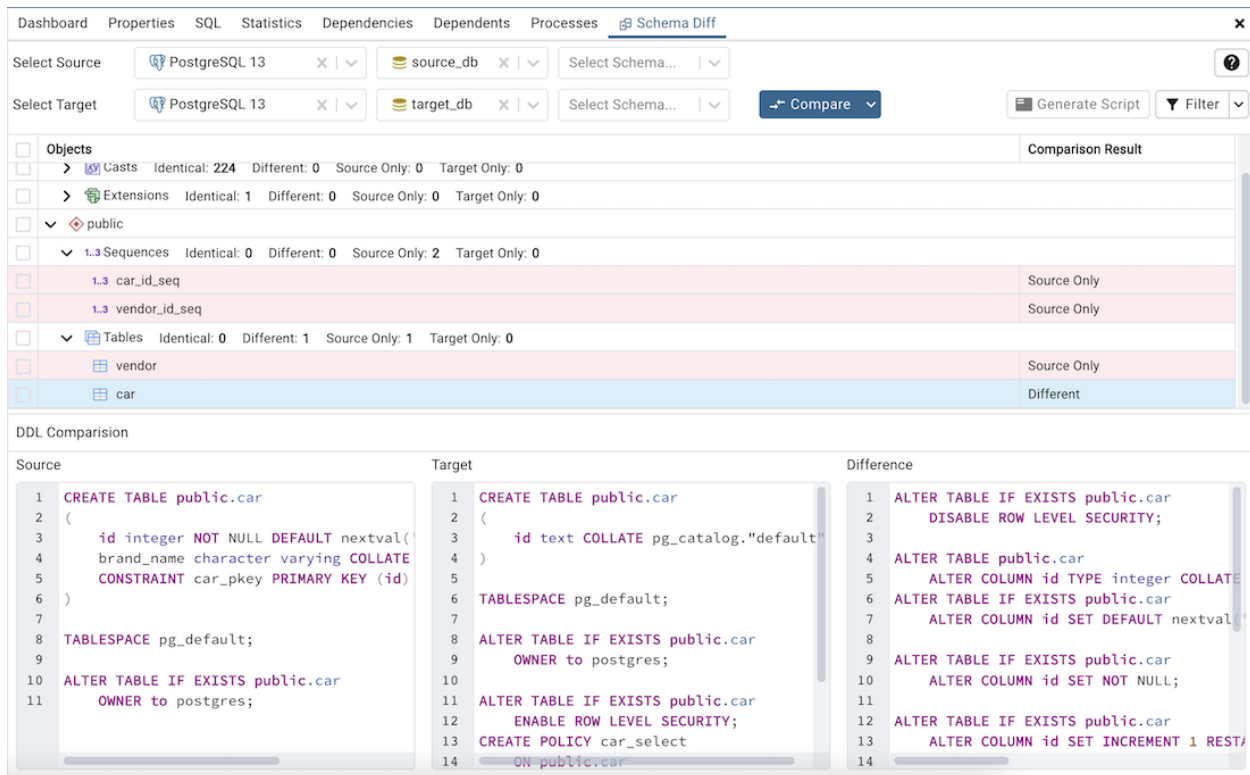 Dashboard Properties SQL Statistics Dependencies Dependents Processes Schema Diff
Select Source PostgreSQL 13 source_db Select Schema...
Select Target PostgreSQL 13 target_db Select Schema... Compare Generate Script Filter
Objects Comparison Result
Casts Identical: 224 Different: 0 Source Only: 0 Target Only: 0
Extensions Identical: 1 Different: 0 Source Only: 0 Target Only: 0
public
1..3 Sequences Identical: 0 Different: 0 Source Only: 2 Target Only: 0
1..3 car_id_seq Source Only
1..3 vendor_id_seq Source Only
Tables Identical: 0 Different: 1 Source Only: 1 Target Only: 0
vendor Source Only
car Different
DDL Comparision
Source
1 CREATE TABLE public.car
2 (
3 id integer NOT NULL DEFAULT nextval('
4 brand_name character varying COLLATE
5 CONSTRAINT car_pkey PRIMARY KEY (id)
6 )
7
8 TABLESPACE pg_default;
9
10 ALTER TABLE IF EXISTS public.car
11 OWNER to postgres;
Target
1 CREATE TABLE public.car
2 (
3 id text COLLATE pg_catalog."default"
4 )
5
6 TABLESPACE pg_default;
7
8 ALTER TABLE IF EXISTS public.car
9 OWNER to postgres;
10
11 ALTER TABLE IF EXISTS public.car
12 ENABLE ROW LEVEL SECURITY;
13 CREATE POLICY car_select
14 ON public.car
Difference
1 ALTER TABLE IF EXISTS public.car
2 DISABLE ROW LEVEL SECURITY;
3
4 ALTER TABLE public.car
5 ALTER COLUMN id TYPE integer COLLATE
6 ALTER TABLE IF EXISTS public.car
7 ALTER COLUMN id SET DEFAULT nextval(
8
9 ALTER TABLE IF EXISTS public.car
10 ALTER COLUMN id SET NOT NULL;
11
12 ALTER TABLE IF EXISTS public.car
13 ALTER COLUMN id SET INCREMENT 1
14